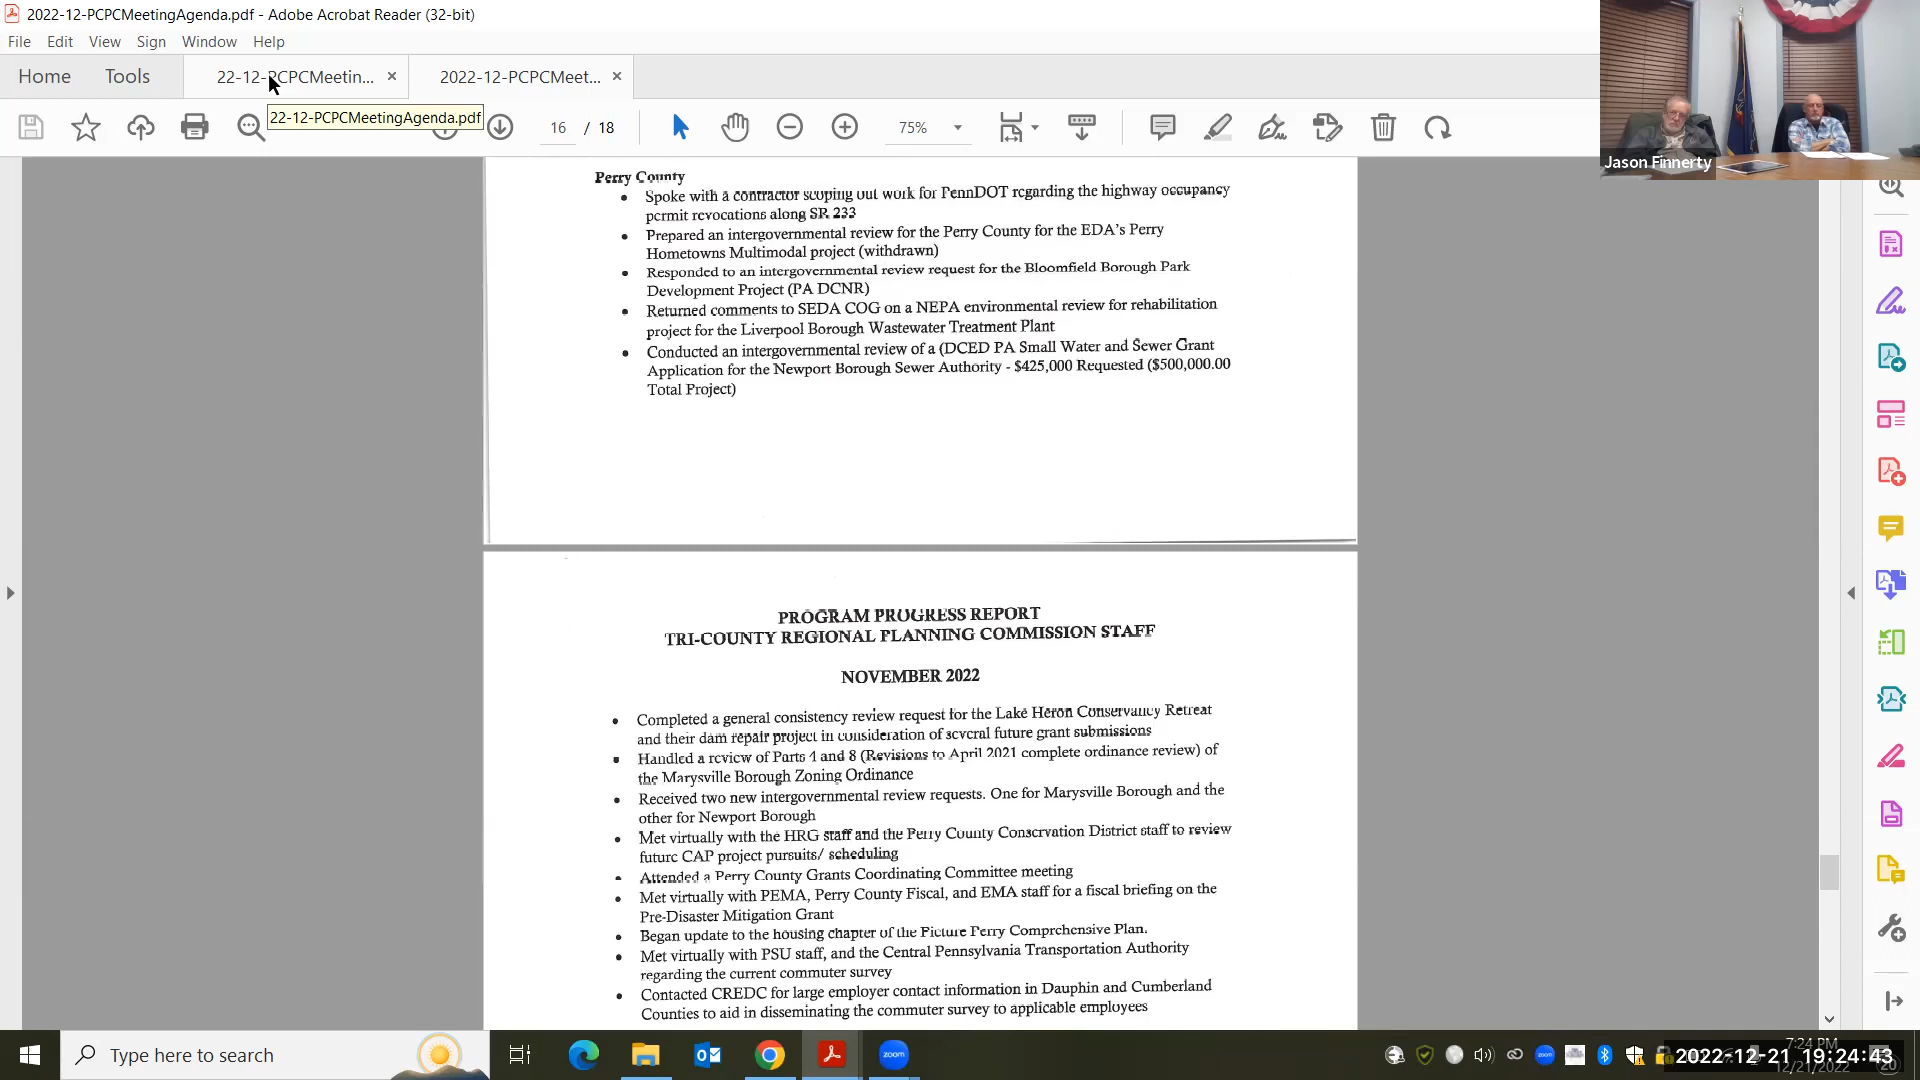 2022-12-PCPCMeetingAgenda.pdf - Adobe Acrobat Reader (32-bit)
File Edit View Sign Window Help
Home Tools 22-12-PCPCMeetin... × 2022-12-PCPCMeet... ×
22-12-PCPCMeetingAgenda.pdf
16 / 18 75%
Jason Finnerty
Perry County
• Spoke with a contractor scoping out work for PennDOT regarding the highway occupancy
permit revocations along SR 233
• Prepared an intergovernmental review for the Perry County for the EDA's Perry
Hometowns Multimodal project (withdrawn)
• Responded to an intergovernmental review request for the Bloomfield Borough Park
Development Project (PA DCNR)
• Returned comments to SEDA COG on a NEPA environmental review for rehabilitation
project for the Liverpool Borough Wastewater Treatment Plant
• Conducted an intergovernmental review of a (DCED PA Small Water and Sewer Grant
Application for the Newport Borough Sewer Authority - $425,000 Requested ($500,000.00
Total Project)
PROGRAM PROGRESS REPORT
TRI-COUNTY REGIONAL PLANNING COMMISSION STAFF
NOVEMBER 2022
• Completed a general consistency review request for the Lake Heron Conservancy Retreat
and their dam repair project in consideration of several future grant submissions
• Handled a review of Parts 4 and 8 (Revisions to April 2021 complete ordinance review) of
the Marysville Borough Zoning Ordinance
• Received two new intergovernmental review requests. One for Marysville Borough and the
other for Newport Borough
• Met virtually with the HRG staff and the Perry County Conservation District staff to review
future CAP project pursuits/ scheduling
• Attended a Perry County Grants Coordinating Committee meeting
• Met virtually with PEMA, Perry County Fiscal, and EMA staff for a fiscal briefing on the
Pre-Disaster Mitigation Grant
• Began update to the housing chapter of the Picture Perry Comprehensive Plan.
• Met virtually with PSU staff, and the Central Pennsylvania Transportation Authority
regarding the current commuter survey
• Contacted CREDC for large employer contact information in Dauphin and Cumberland
Counties to aid in disseminating the commuter survey to applicable employees
Type here to search
zoom
zoom
7:24 PM
2022-12-21 19:24:43
12/21/2022
20